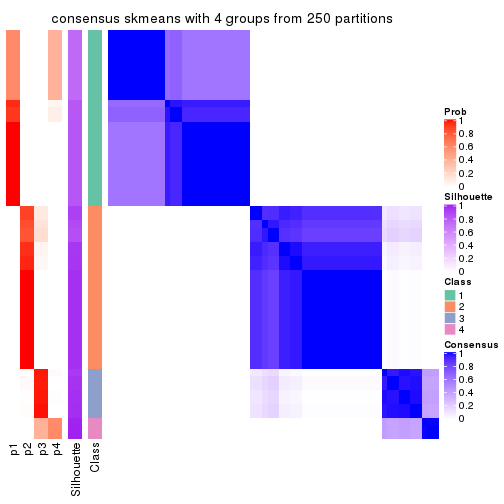 consensus skmeans with 4 groups from 250 partitions
Prob
1
0.8
0.6
0.4
0.2
0
Silhouette
1
0.8
0.6
0.4
0.2
0
Class
1
2
3
4
Consensus
1
0.8
0.6
0.4
0.2
0
p1
p2
p3
p4
Silhouette
Class